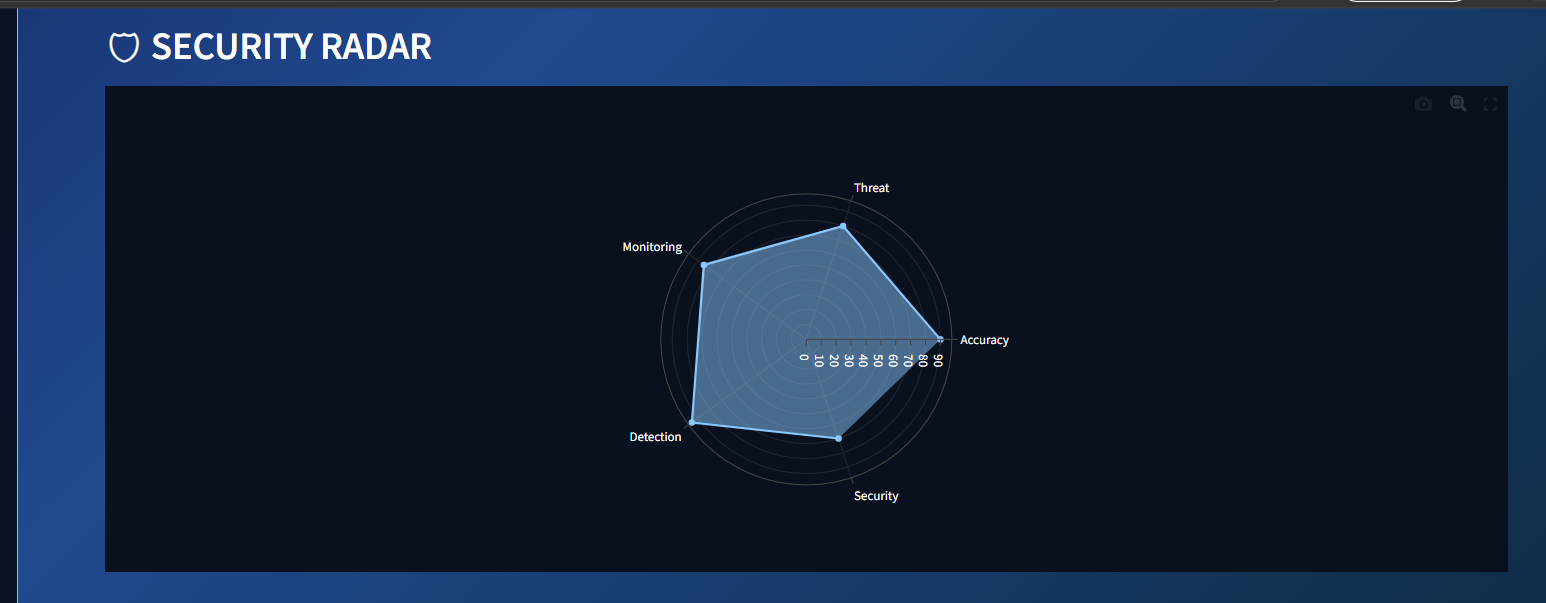 SECURITY RADAR
Threat
Monitoring
Accuracy
0 10 20 30 40 50 60 70 80 90
Detection
Security